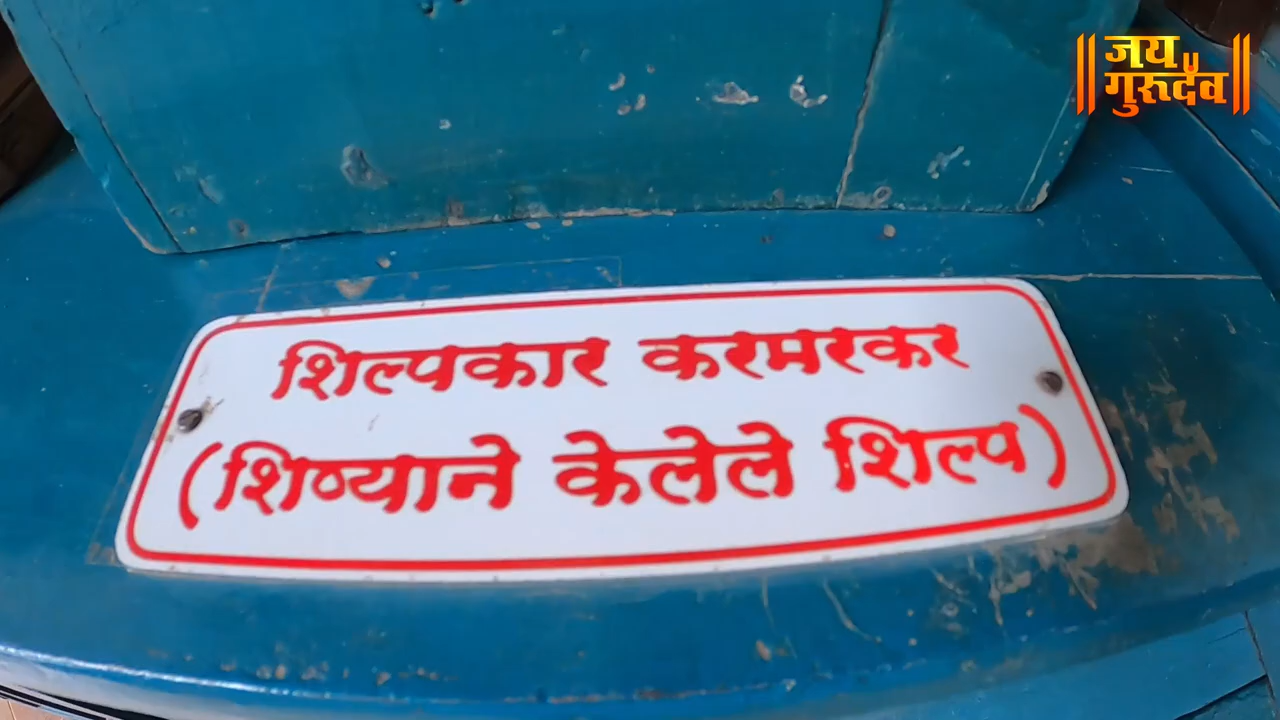 ॥ जय गुरूदेव ॥
शिल्पकार करमरकर
(शिष्याने केलेले शिल्प)